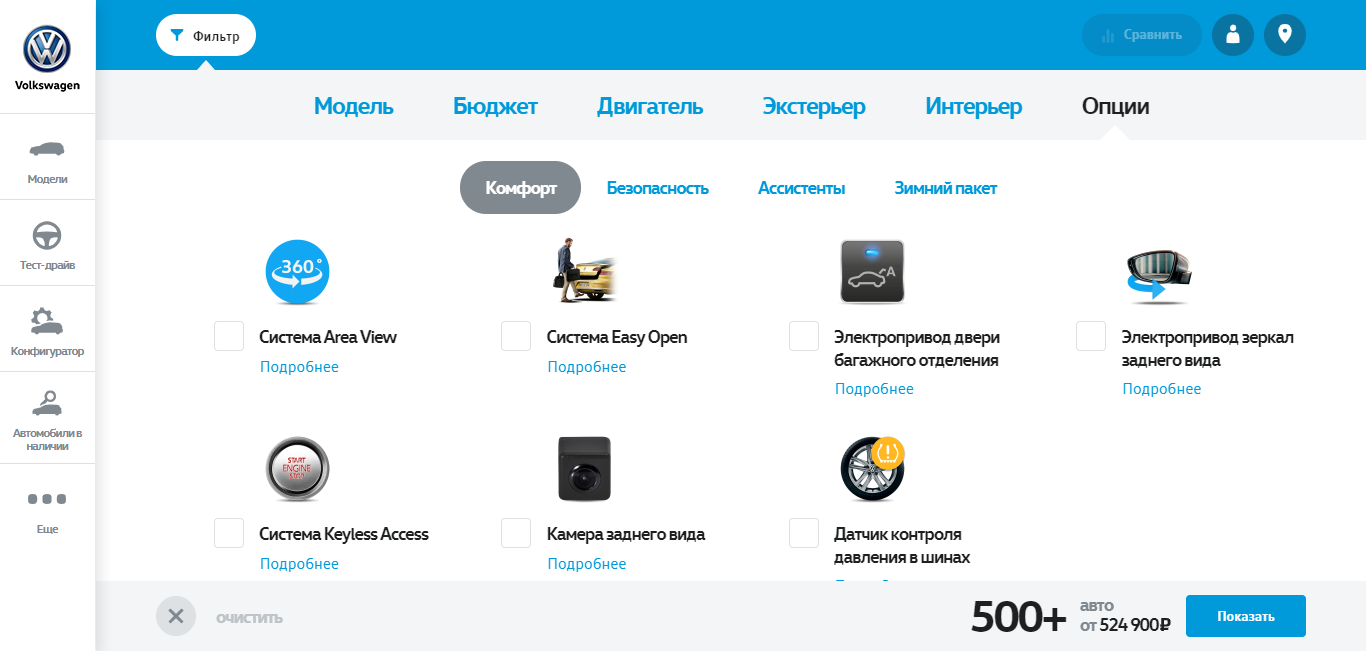 Volkswagen
Модели
Тест-драйв
Конфигуратор
Автомобили в
наличии
Еще
Фильтр
Сравнить
Модель
Бюджет
Двигатель
Экстерьер
Интерьер
Опции
Комфорт
Безопасность
Ассистенты
Зимний пакет
360°
Система Area View
Подробнее
Система Easy Open
Подробнее
A
Электропривод двери
багажного отделения
Подробнее
Электропривод зеркал
заднего вида
Подробнее
START
ENGINE
STOP
Система Keyless Access
Подробнее
Камера заднего вида
Подробнее
Датчик контроля
давления в шинах
ОЧИСТИТЬ
500+
авто
от 524 900₽
Показать